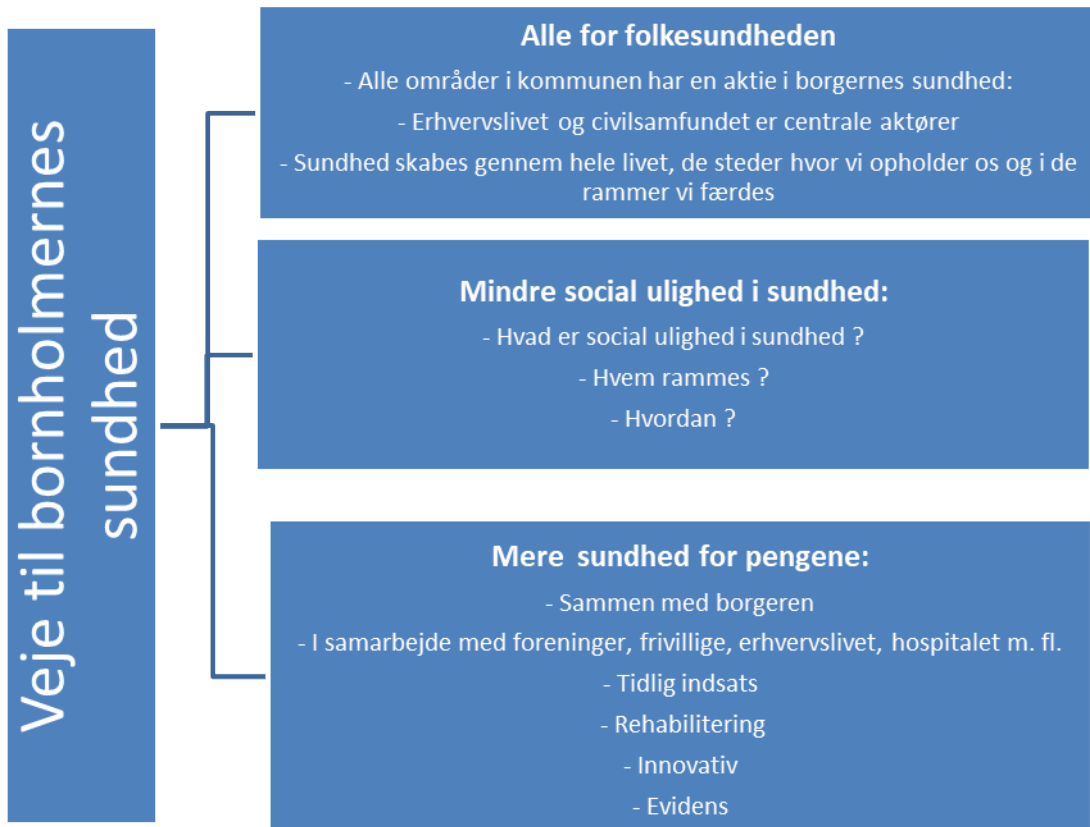 Veje til bornholmernes
sundhed
Alle for folkesundheden
- Alle områder i kommunen har en aktie i borgernes sundhed:
- Erhvervslivet og civilsamfundet er centrale aktører
- Sundhed skabes gennem hele livet, de steder hvor vi opholder os og i de
rammer vi færdes
Mindre social ulighed i sundhed:
- Hvad er social ulighed i sundhed ?
- Hvem rammes ?
- Hvordan ?
Mere sundhed for pengene:
- Sammen med borgeren
- I samarbejde med foreninger, frivillige, erhvervslivet, hospitalet m. fl.
- Tidlig indsats
- Rehabilitering
- Innovativ
- Evidens